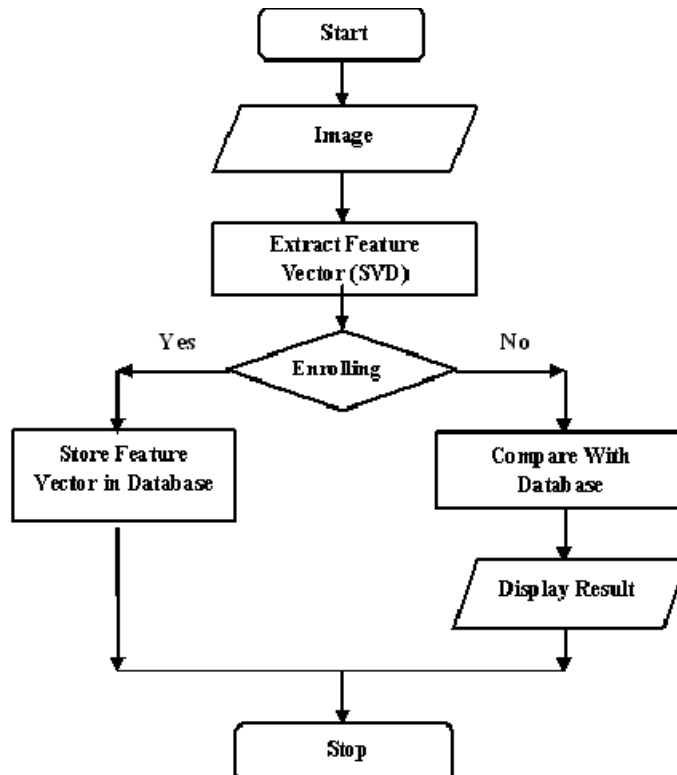 Start
Image
Extract Feature
Vector (SVD)
Yes
No
Enrolling
Store Feature
Vector in Database
Compare With
Database
Display Result
Stop